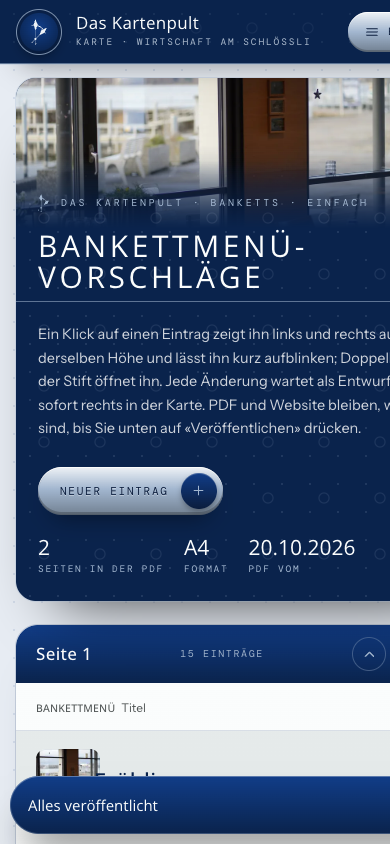 Das Kartenpult
KARTE · WIRTSCHAFT AM SCHLÖSSLI
DAS KARTENPULT · BANKETTS · EINFACH
BANKETTMENÜ-
VORSCHLÄGE
Ein Klick auf einen Eintrag zeigt ihn links und rechts au
derselben Höhe und lässt ihn kurz aufblinken; Doppel
der Stift öffnet ihn. Jede Änderung wartet als Entwurf
sofort rechts in der Karte. PDF und Website bleiben, w
sind, bis Sie unten auf «Veröffentlichen» drücken.
NEUER EINTRAG
2 A4 20.10.2026
SEITEN IN DER PDF FORMAT PDF VOM
Seite 1 15 EINTRÄGE
BANKETTMENÜ Titel
Alles veröffentlicht